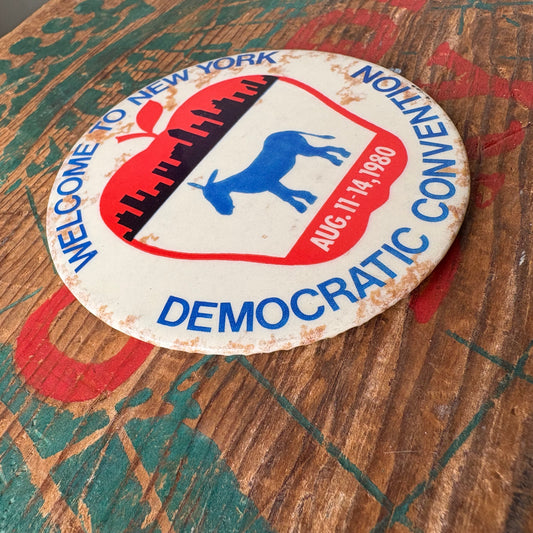 WELCOME TO NEW YORK
DEMOCRATIC CONVENTION
AUG. 11-14, 1980